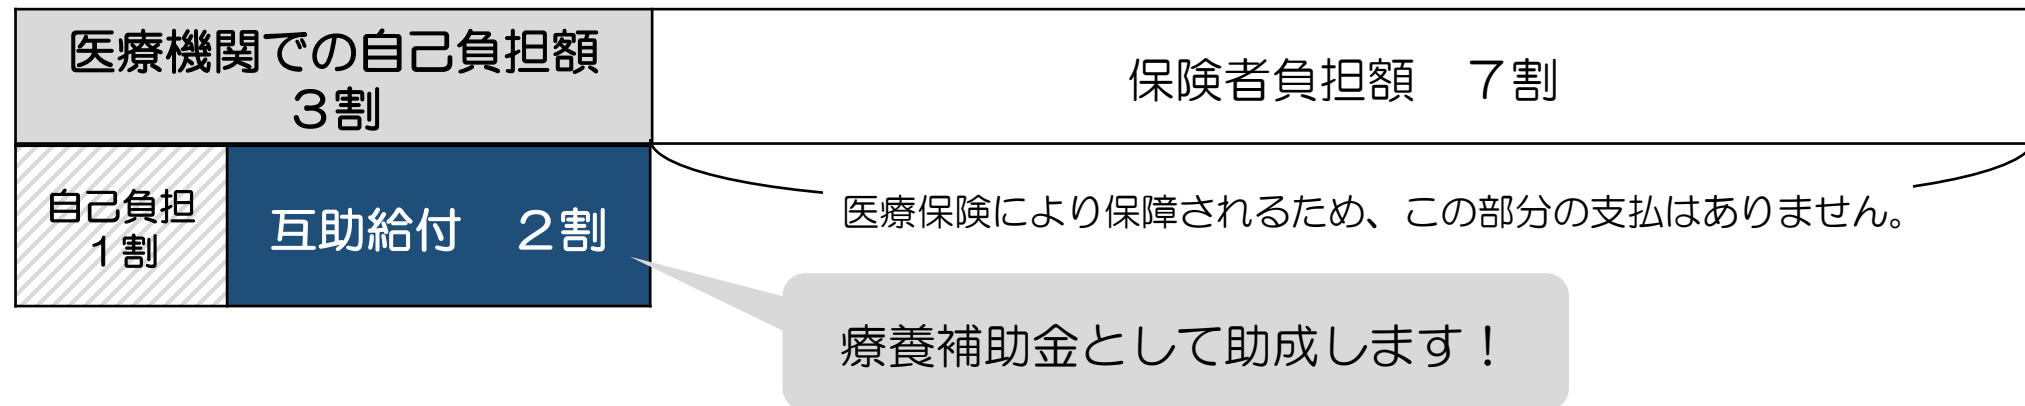 医療機関での自己負担額
３割
保険者負担額　７割
自己負担
１割
互助給付　２割
医療保険により保障されるため、この部分の支払はありません。
療養補助金として助成します！